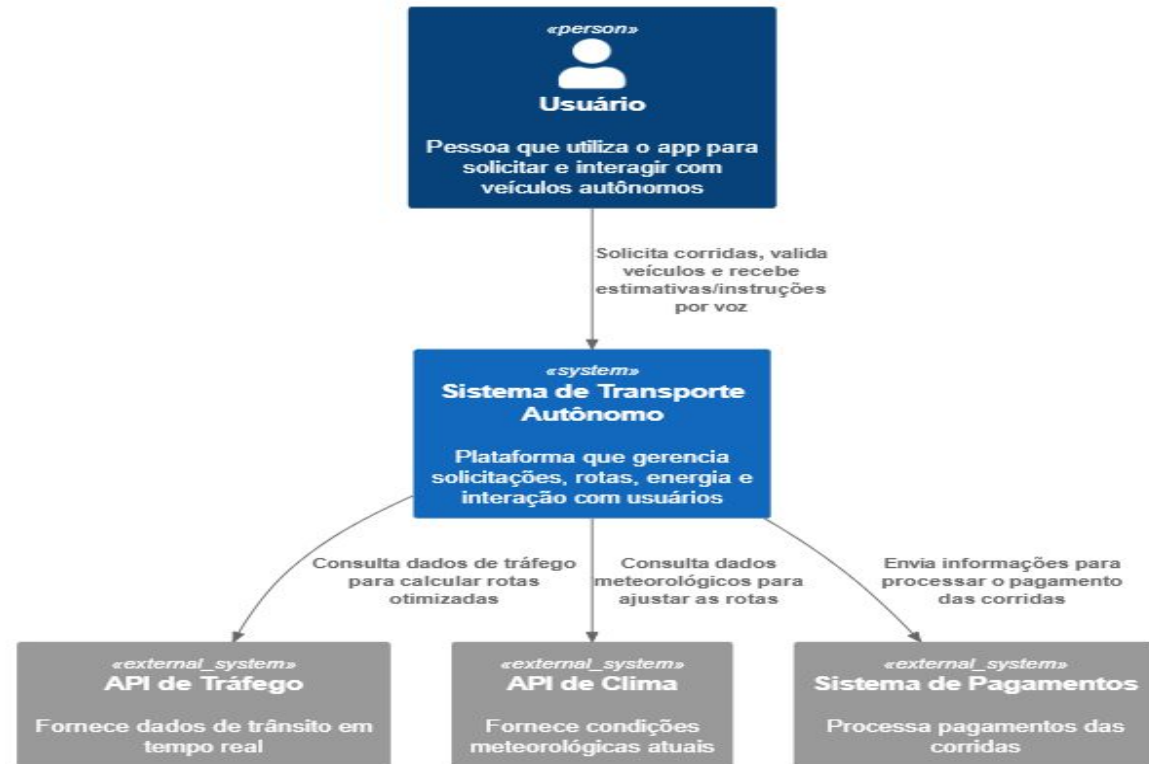 «person»
Usuário
Pessoa que utiliza o app para
solicitar e interagir com
veículos autônomos
Solicita corridas, valida
veículos e recebe
estimativas/instruções
por voz
«system»
Sistema de Transporte
Autônomo
Plataforma que gerencia
solicitações, rotas, energia e
interação com usuários
Consulta dados de tráfego
para calcular rotas
otimizadas
Consulta dados
meteorológicos para
ajustar as rotas
Envia informações para
processar o pagamento
das corridas
«external_system»
API de Tráfego
Fornece dados de trânsito em
tempo real
«external_system»
API de Clima
Fornece condições
meteorológicas atuais
«external_system»
Sistema de Pagamentos
Processa pagamentos das
corridas